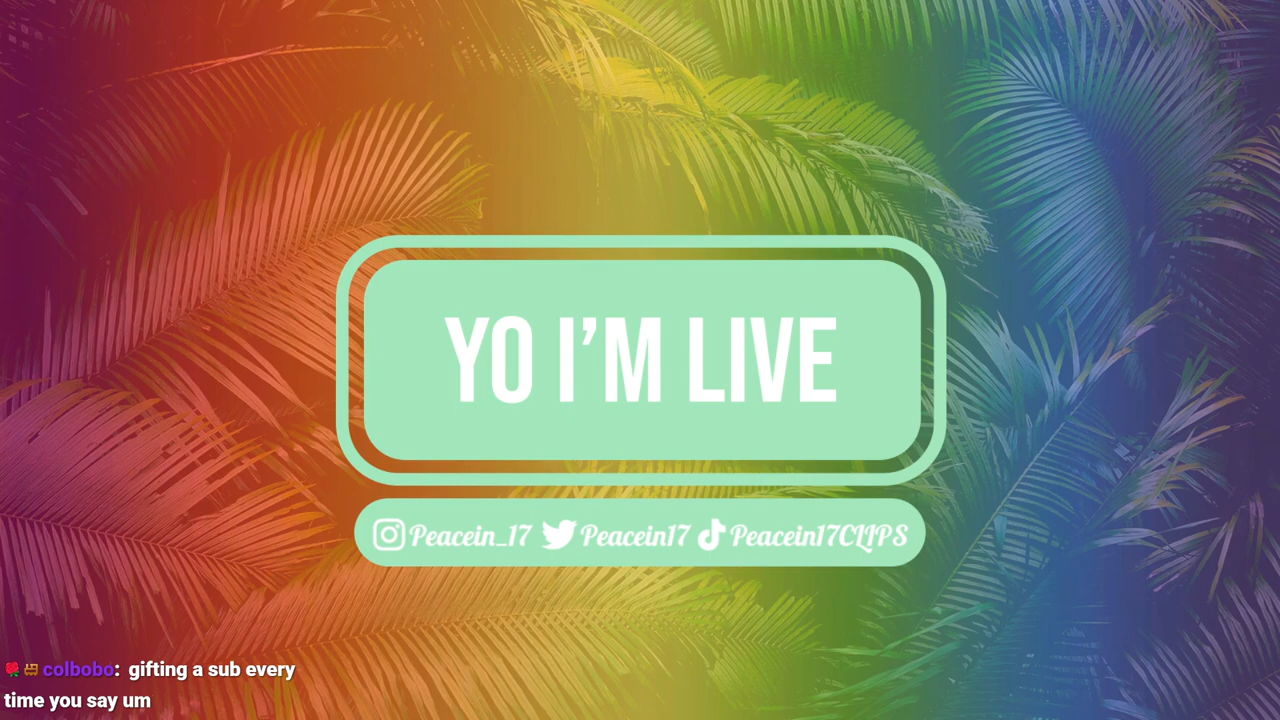 YO I’M LIVE
Peacein_17 Peacein17 Peacein17CLIPS
colbobo: gifting a sub every
time you say um